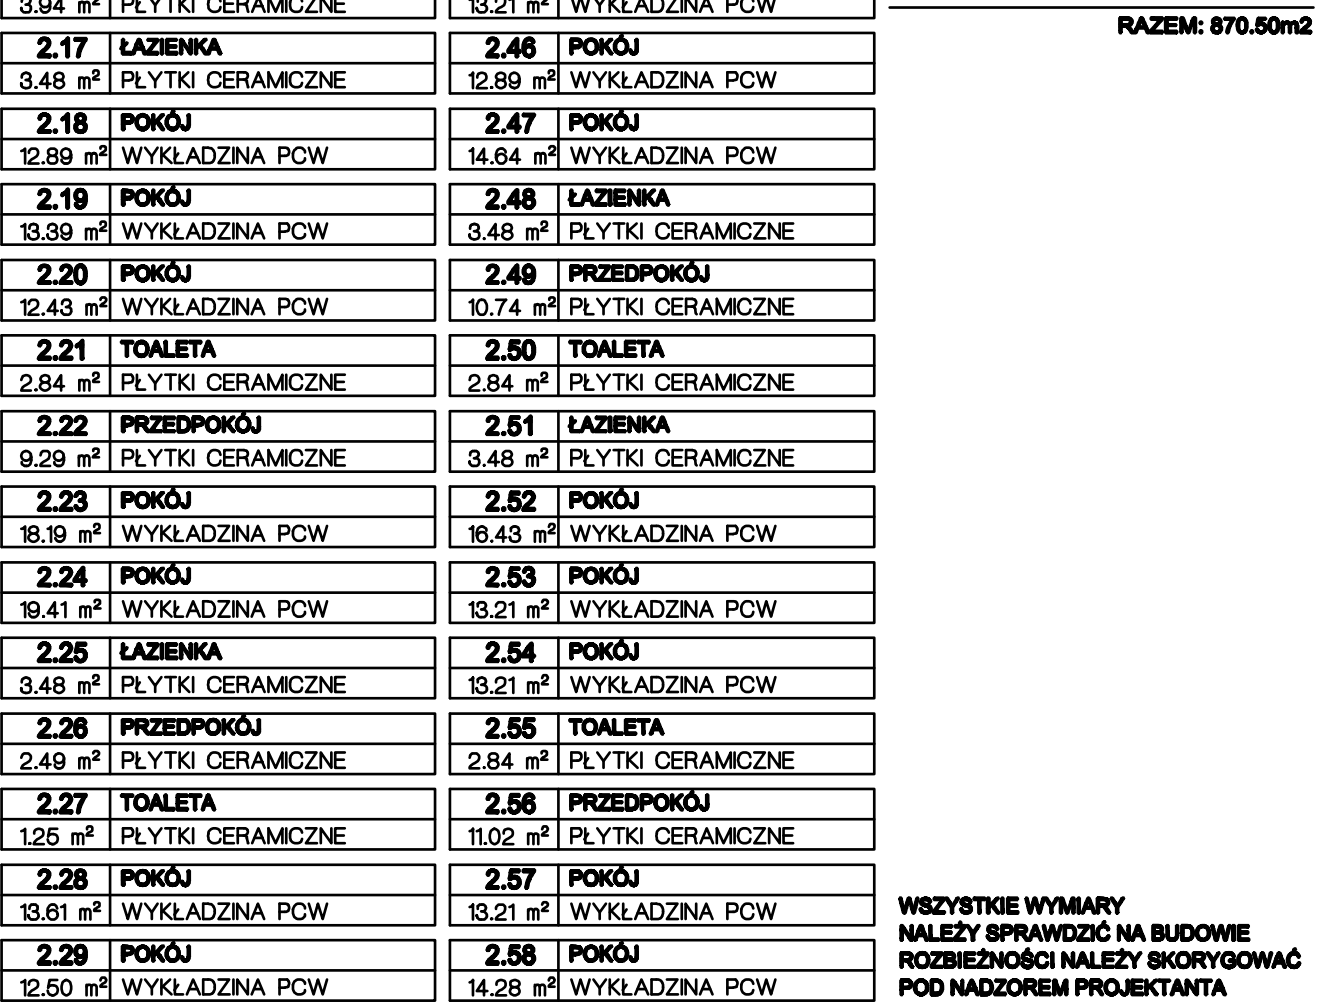 3.94 m² PŁYTKI CERAMICZNE
2.17 ŁAZIENKA
3.48 m² PŁYTKI CERAMICZNE
2.18 POKÓJ
12.89 m² WYKŁADZINA PCW
2.19 POKÓJ
13.39 m² WYKŁADZINA PCW
2.20 POKÓJ
12.43 m² WYKŁADZINA PCW
2.21 TOALETA
2.84 m² PŁYTKI CERAMICZNE
2.22 PRZEDPOKÓJ
9.29 m² PŁYTKI CERAMICZNE
2.23 POKÓJ
18.19 m² WYKŁADZINA PCW
2.24 POKÓJ
19.41 m² WYKŁADZINA PCW
2.25 ŁAZIENKA
3.48 m² PŁYTKI CERAMICZNE
2.26 PRZEDPOKÓJ
2.49 m² PŁYTKI CERAMICZNE
2.27 TOALETA
1.25 m² PŁYTKI CERAMICZNE
2.28 POKÓJ
13.61 m² WYKŁADZINA PCW
2.29 POKÓJ
12.50 m² WYKŁADZINA PCW
13.21 m² WYKŁADZINA PCW
2.46 POKÓJ
12.89 m² WYKŁADZINA PCW
2.47 POKÓJ
14.64 m² WYKŁADZINA PCW
2.48 ŁAZIENKA
3.48 m² PŁYTKI CERAMICZNE
2.49 PRZEDPOKÓJ
10.74 m² PŁYTKI CERAMICZNE
2.50 TOALETA
2.84 m² PŁYTKI CERAMICZNE
2.51 ŁAZIENKA
3.48 m² PŁYTKI CERAMICZNE
2.52 POKÓJ
16.43 m² WYKŁADZINA PCW
2.53 POKÓJ
13.21 m² WYKŁADZINA PCW
2.54 POKÓJ
13.21 m² WYKŁADZINA PCW
2.55 TOALETA
2.84 m² PŁYTKI CERAMICZNE
2.56 PRZEDPOKÓJ
11.02 m² PŁYTKI CERAMICZNE
2.57 POKÓJ
13.21 m² WYKŁADZINA PCW
2.58 POKÓJ
14.28 m² WYKŁADZINA PCW
RAZEM: 870.50m2
WSZYSTKIE WYMIARY
NALEŻY SPRAWDZIĆ NA BUDOWIE
ROZBIEŻNOŚCI NALEŻY SKORYGOWAĆ
POD NADZOREM PROJEKTANTA